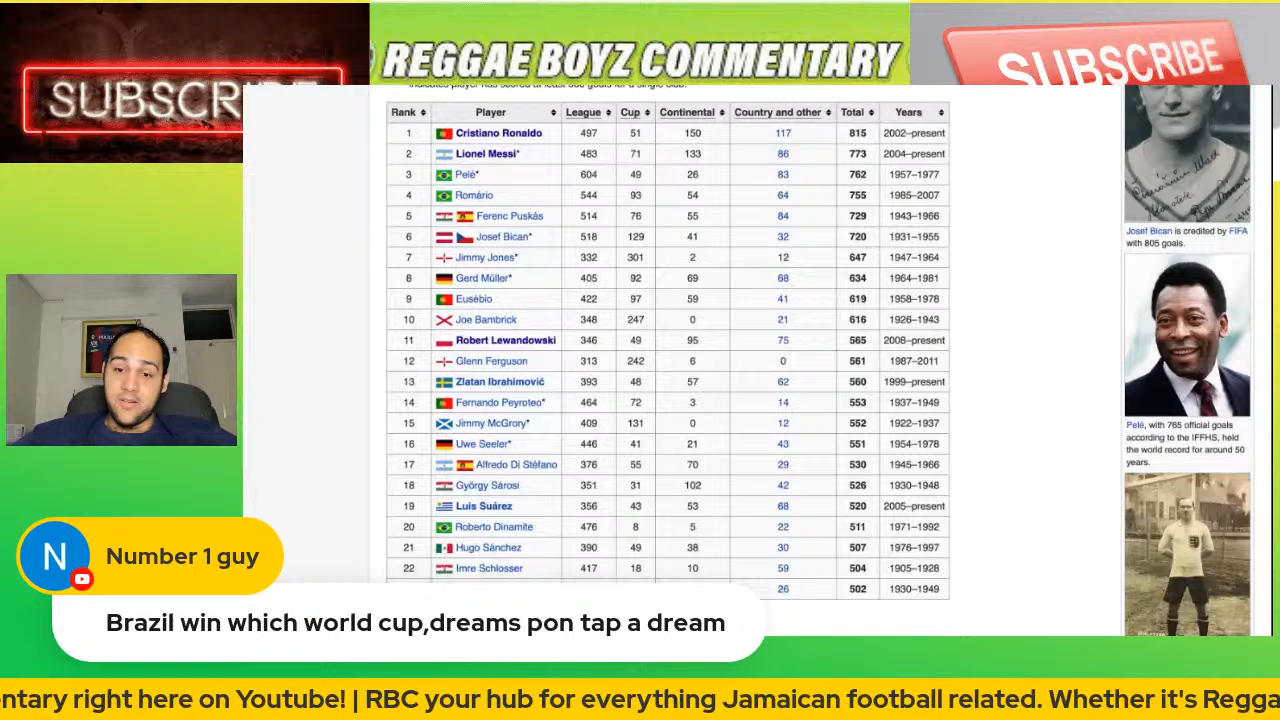 SUBSCR
REGGAE BOYZ COMMENTARY
SUBSCRIBE
Rank Player League Cup Continental Country and other Total Years
1 Cristiano Ronaldo 497 51 150 117 815 2002–present
2 Lionel Messi* 483 71 133 86 773 2004–present
3 Pelé* 604 49 26 83 762 1957–1977
4 Romário 544 93 54 64 755 1985–2007
5 Ferenc Puskás 514 76 55 84 729 1943–1966
6 Josef Bican* 518 129 41 32 720 1931–1955
7 Jimmy Jones* 332 301 2 12 647 1947–1964
8 Gerd Müller* 405 92 69 68 634 1964–1981
9 Eusébio 422 97 59 41 619 1958–1978
10 Joe Bambrick 348 247 0 21 616 1926–1943
11 Robert Lewandowski 346 49 95 75 565 2008–present
12 Glenn Ferguson 313 242 6 0 561 1987–2011
13 Zlatan Ibrahimović 393 48 57 62 560 1999–present
14 Fernando Peyroteo* 464 72 3 14 553 1937–1949
15 Jimmy McGrory* 409 131 0 12 552 1922–1937
16 Uwe Seeler* 446 41 21 43 551 1954–1978
17 Alfredo Di Stéfano 376 55 70 29 530 1945–1966
18 György Sárosi 351 31 102 42 526 1930–1948
19 Luis Suárez 356 43 53 68 520 2005–present
20 Roberto Dinamite 476 8 5 22 511 1971–1992
21 Hugo Sánchez 390 49 38 30 507 1976–1997
22 Imre Schlosser 417 18 10 59 504 1905–1928
26 502 1930–1949
Josef Bican is credited by FIFA
with 805 goals.
Pelé, with 765 official goals
according to the IFFHS, held
the world record for around 50
years.
N
Number 1 guy
Brazil win which world cup,dreams pon tap a dream
entary right here on Youtube! | RBC your hub for everything Jamaican football related. Whether it's Regga